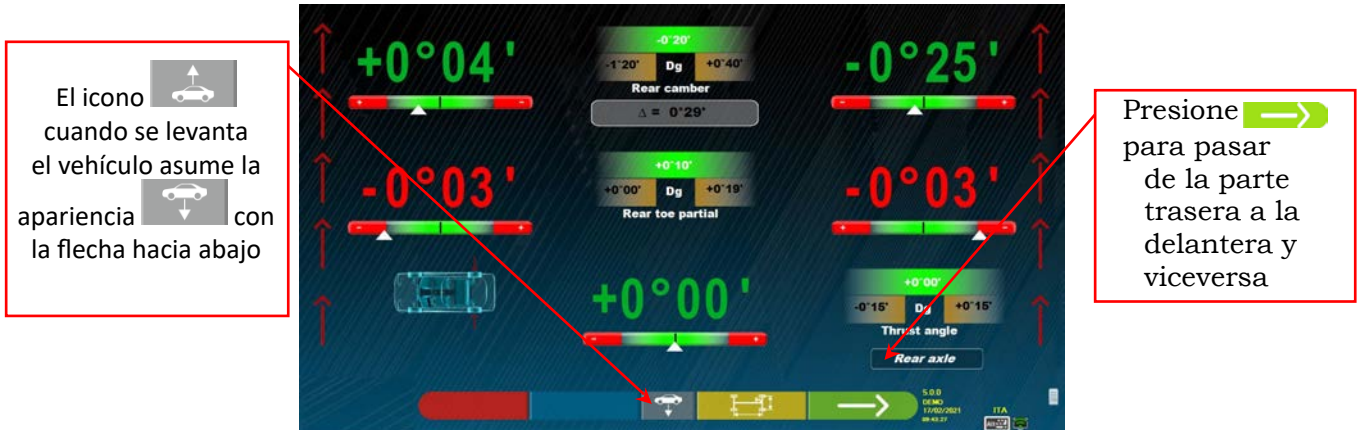 El icono
cuando se levanta
el vehículo asume la
apariencia con
la flecha hacia abajo
+0°04'
-0°20'
-1°20' Dg +0°40'
Rear camber
Δ = 0°29'
-0°25'
+ -
- +
-0°03'
+0°10'
+0°00' Dg +0°19'
Rear toe partial
-0°03'
- +
- +
+0°00'
- +
+0°00'
-0°15' Dg +0°15'
Thrust angle
Rear axle
5.0.0
DEMO
17/02/2021
09:43:27
ITA
Presione
para pasar
de la parte
trasera a la
delantera y
viceversa